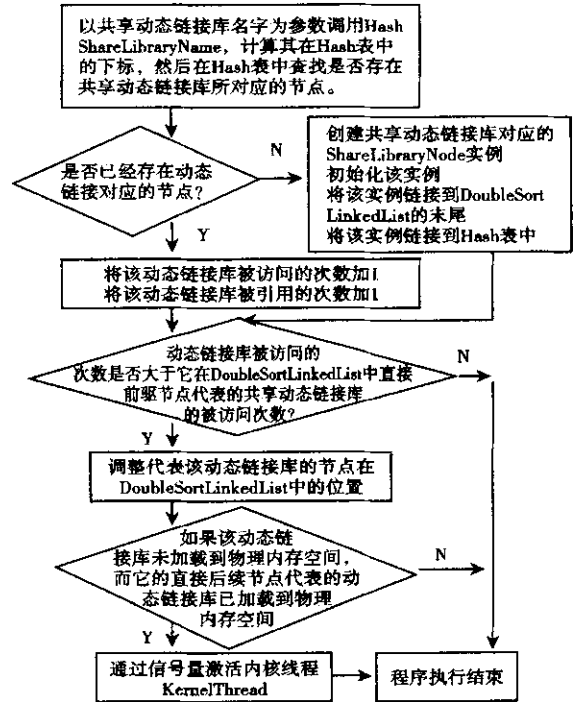 以共享动态链接库名字为参数调用Hash
ShareLibraryName，计算其在Hash表中
的下标，然后在Hash表中查找是否存在
共享动态链接库所对应的节点。
是否已经存在动态
链接对应的节点？
N
创建共享动态链接库对应的
ShareLibraryNode实例
初始化该实例
将该实例链接到DoubleSort
LinkedList的末尾
将该实例链接到Hash表中
Y
将该动态链接库被访问的次数加1
将该动态链接库被引用的次数加1
动态链接库被访问的
次数是否大于它在DoubleSortLinkedList中直接
前驱节点代表的共享动态链接库
的被访问次数？
N
Y
调整代表该动态链接库的节点在
DoubleSortLinkedList中的位置
如果该动态链
接库未加载到物理内存空间，
而它的直接后续节点代表的动
态链接库已加载到物理
内存空间
N
Y
通过信号量激活内核线程
KernelThread
程序执行结束